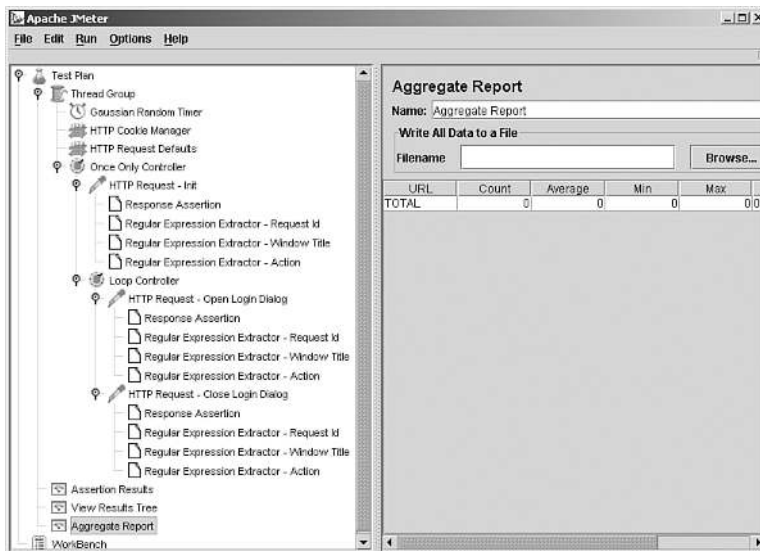 Apache JMeter
File Edit Run Options Help
Test Plan
Thread Group
Gaussian Random Timer
HTTP Cookie Manager
HTTP Request Defaults
Once Only Controller
HTTP Request - Init
Response Assertion
Regular Expression Extractor - Request Id
Regular Expression Extractor - Window Title
Regular Expression Extractor - Action
Loop Controller
HTTP Request - Open Login Dialog
Response Assertion
Regular Expression Extractor - Request Id
Regular Expression Extractor - Window Title
Regular Expression Extractor - Action
HTTP Request - Close Login Dialog
Response Assertion
Regular Expression Extractor - Request Id
Regular Expression Extractor - Window Title
Regular Expression Extractor - Action
Assertion Results
View Results Tree
Aggregate Report
WorkBench
Aggregate Report
Name: Aggregate Report
Write All Data to a File
Filename Browse...
URL Count Average Min Max
TOTAL 0 0 0 0 0